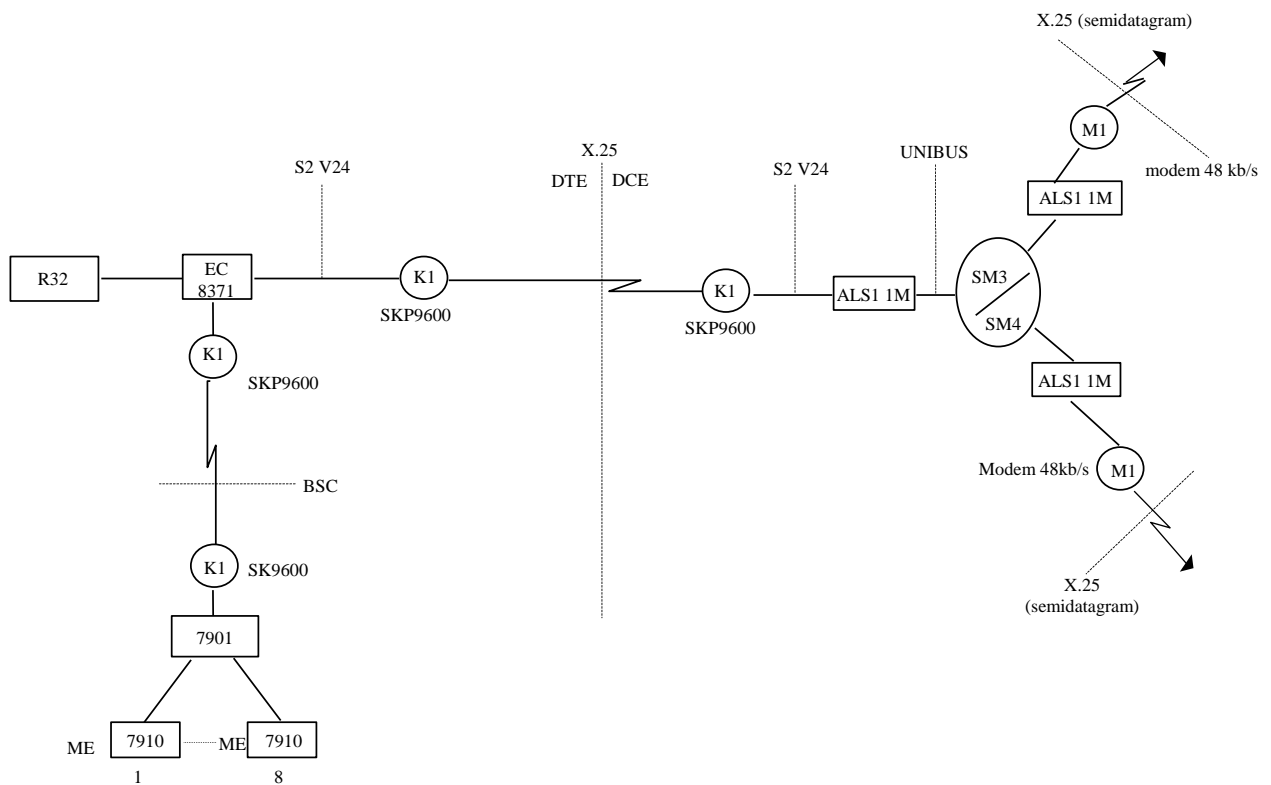 X.25 (semidatagram)
M1
modem 48 kb/s
ALS1 1M
X.25
DTE
DCE
S2 V24
S2 V24
UNIBUS
R32
EC
8371
K1
SKP9600
K1
SKP9600
ALS1 1M
SM3
SM4
K1
SKP9600
ALS1 1M
Modem 48kb/s
M1
BSC
K1
SK9600
X.25
(semidatagram)
7901
ME
7910
ME
7910
1
8